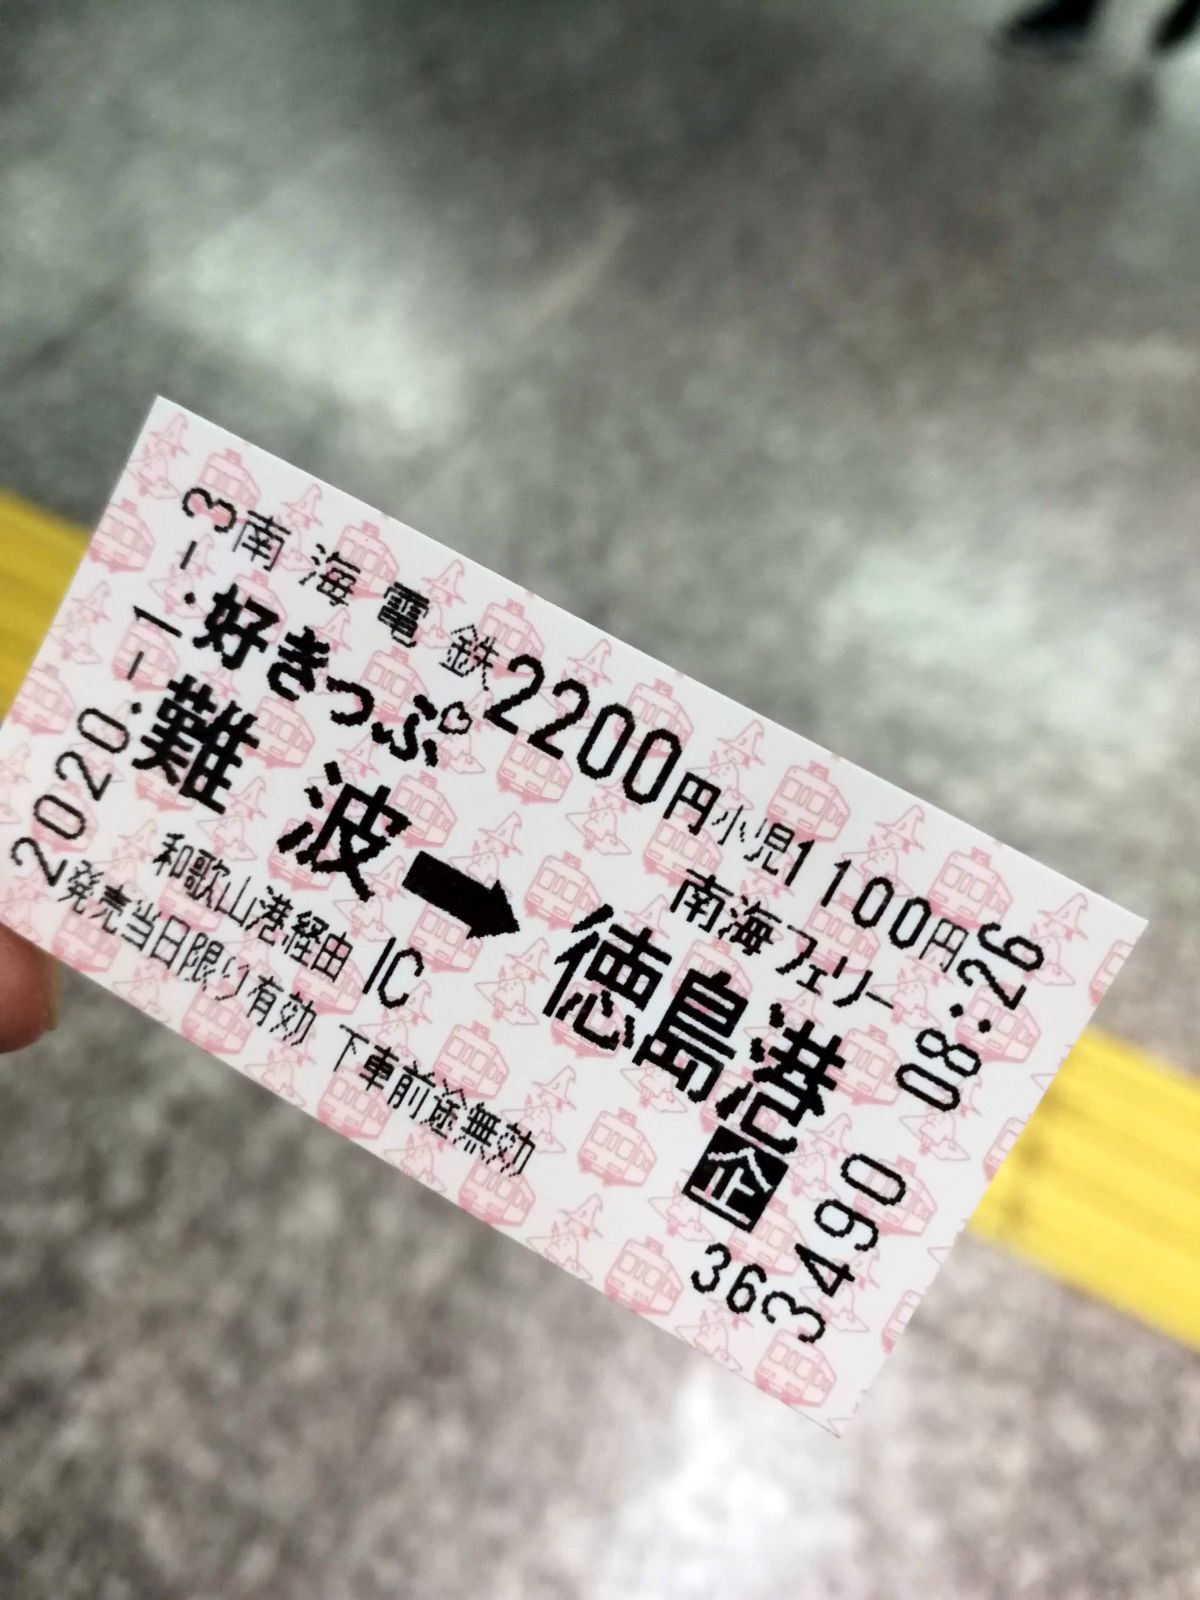 南海電鉄
好きっぷ 2200円 小児1100円
南海フェリー
難波➡徳島港
和歌山港経由 IC
発売当日限り有効 下車前途無効
企
36
2020.-1.-3
3490 08:26